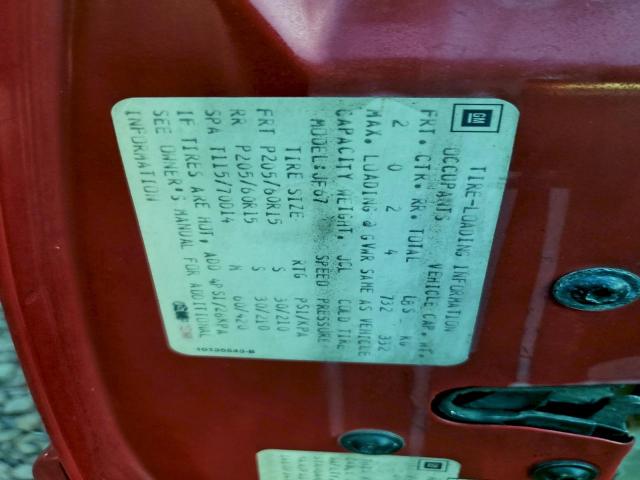 GM
TIRE-LOADING INFORMATION
OCCUPANTS VEHICLE CAP. WT.
FRT. CTR. RR. TOTAL LBS KG
2 0 2 4 732 332
MAX. LOADING @ GVWR SAME AS VEHICLE
CAPACITY WEIGHT. JCL COLD TIRE
MODEL:JF67 SPEED PRESSURE
TIRE SIZE RTG PSI/KPA
FRT P205/60R15 S 30/210
RR P205/60R15 S 30/210
SPA T115/70D14 M 60/420
IF TIRES ARE HOT, ADD 4PSI/28KPA
SEE OWNER'S MANUAL FOR ADDITIONAL
INFORMATION
GM